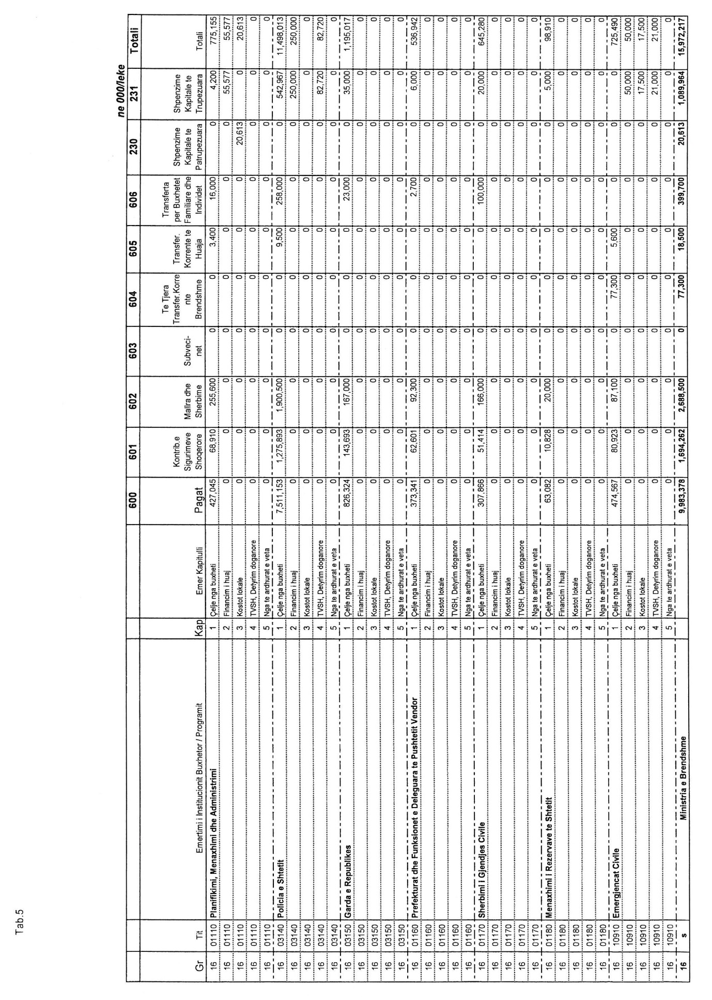 Tab.5
ne 000/leke
600 601 602 603 604 605 606 230 231 Totali
Gr Tit Emertimi i Institucionit Buxhetor / Programit Kap Emer Kapitulli Pagat Kontrib.e Sigurimeve Shoqerore Mallra dhe Sherbime Subveci-net Te Tjera Transfer.Korrente Brendshme Transfer. Korrente te Huaja Transferta per Buxhetet Familiare dhe Individet Shpenzime Kapitale te Patrupezuara Shpenzime Kapitale te Trupezuara Totali
16 01110 Planifikimi, Menaxhimi dhe Administrimi 1 Çelje nga buxheti 427,045 68,910 255,600 0 0 3,400 16,000 0 4,200 775,155
16 01110 2 Financim i huaj 0 0 0 0 0 0 0 0 55,577 55,577
16 01110 3 Kostot lokale 0 0 0 0 0 0 0 20,613 0 20,613
16 01110 4 TVSH, Detyrim doganore 0 0 0 0 0 0 0 0 0 0
16 01110 5 Nga te ardhurat e veta 0 0 0 0 0 0 0 0 0 0
16 03140 Policia e Shtetit 1 Çelje nga buxheti 7,511,153 1,275,893 1,900,500 0 0 9,500 258,000 0 542,967 11,498,013
16 03140 2 Financim i huaj 0 0 0 0 0 0 0 0 250,000 250,000
16 03140 3 Kostot lokale 0 0 0 0 0 0 0 0 0 0
16 03140 4 TVSH, Detyrim doganore 0 0 0 0 0 0 0 0 82,720 82,720
16 03140 5 Nga te ardhurat e veta 0 0 0 0 0 0 0 0 0 0
16 03150 Garda e Republikes 1 Çelje nga buxheti 826,324 143,693 167,000 0 0 0 23,000 0 35,000 1,195,017
16 03150 2 Financim i huaj 0 0 0 0 0 0 0 0 0 0
16 03150 3 Kostot lokale 0 0 0 0 0 0 0 0 0 0
16 03150 4 TVSH, Detyrim doganore 0 0 0 0 0 0 0 0 0 0
16 03150 5 Nga te ardhurat e veta 0 0 0 0 0 0 0 0 0 0
16 01160 Prefekturat dhe Funksionet e Deleguara te Pushtetit Vendor 1 Çelje nga buxheti 373,341 62,601 92,300 0 0 0 2,700 0 6,000 536,942
16 01160 2 Financim i huaj 0 0 0 0 0 0 0 0 0 0
16 01160 3 Kostot lokale 0 0 0 0 0 0 0 0 0 0
16 01160 4 TVSH, Detyrim doganore 0 0 0 0 0 0 0 0 0 0
16 01160 5 Nga te ardhurat e veta 0 0 0 0 0 0 0 0 0 0
16 01170 Sherbimi i Gjendjes Civile 1 Çelje nga buxheti 307,866 51,414 166,000 0 0 0 100,000 0 20,000 645,280
16 01170 2 Financim i huaj 0 0 0 0 0 0 0 0 0 0
16 01170 3 Kostot lokale 0 0 0 0 0 0 0 0 0 0
16 01170 4 TVSH, Detyrim doganore 0 0 0 0 0 0 0 0 0 0
16 01170 5 Nga te ardhurat e veta 0 0 0 0 0 0 0 0 0 0
16 01180 Menaxhimi i Rezervave te Shtetit 1 Çelje nga buxheti 63,082 10,828 20,000 0 0 0 0 0 5,000 98,910
16 01180 2 Financim i huaj 0 0 0 0 0 0 0 0 0 0
16 01180 3 Kostot lokale 0 0 0 0 0 0 0 0 0 0
16 01180 4 TVSH, Detyrim doganore 0 0 0 0 0 0 0 0 0 0
16 01180 5 Nga te ardhurat e veta 0 0 0 0 0 0 0 0 0 0
16 10910 Emergjencat Civile 1 Çelje nga buxheti 474,567 80,923 87,100 0 77,300 5,600 0 0 0 725,490
16 10910 2 Financim i huaj 0 0 0 0 0 0 0 0 50,000 50,000
16 10910 3 Kostot lokale 0 0 0 0 0 0 0 0 17,500 17,500
16 10910 4 TVSH, Detyrim doganore 0 0 0 0 0 0 0 0 21,000 21,000
16 10910 5 Nga te ardhurat e veta 0 0 0 0 0 0 0 0 0 0
16 s Ministria e Brendshme 9,983,378 1,694,262 2,688,500 0 77,300 18,500 399,700 20,613 1,089,964 15,972,217